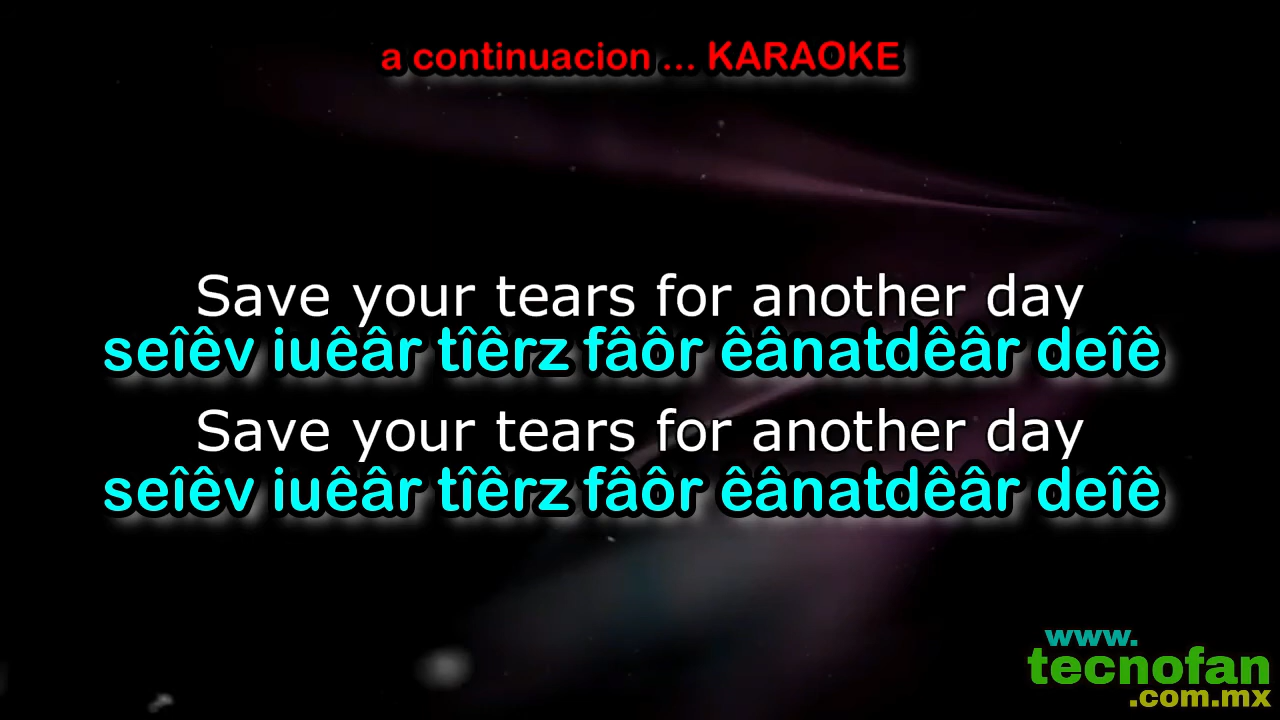 a continuacion ... KARAOKE
Save your tears for another day
seîêv iuêâr tîêrz fâôr êânatdêâr deîê
Save your tears for another day
seîêv iuêâr tîêrz fâôr êânatdêâr deîê
www.
tecnofan
.com.mx